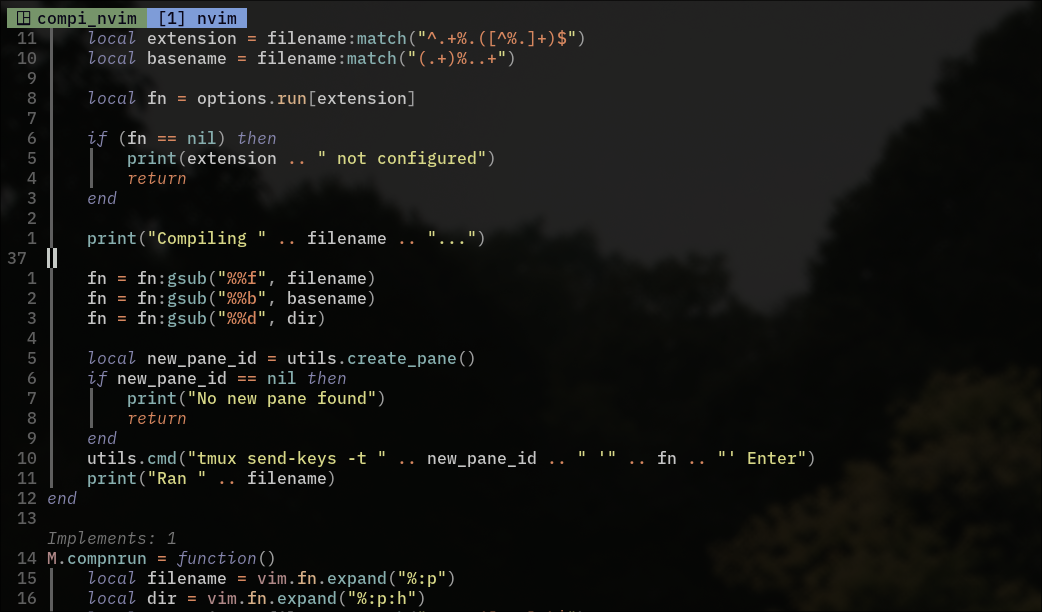 compi_nvim [1] nvim
11 local extension = filename:match("^.+%.([^%.]+)$")
10 local basename = filename:match("(.+)%..+")
9
8 local fn = options.run[extension]
7
6 if (fn == nil) then
5 print(extension .. " not configured")
4 return
3 end
2
1 print("Compiling " .. filename .. "...")
37
1 fn = fn:gsub("%%f", filename)
2 fn = fn:gsub("%%b", basename)
3 fn = fn:gsub("%%d", dir)
4
5 local new_pane_id = utils.create_pane()
6 if new_pane_id == nil then
7 print("No new pane found")
8 return
9 end
10 utils.cmd("tmux send-keys -t " .. new_pane_id .. " '" .. fn .. "' Enter")
11 print("Ran " .. filename)
12 end
13
Implements: 1
14 M.compnrun = function()
15 local filename = vim.fn.expand("%:p")
16 local dir = vim.fn.expand("%:p:h")